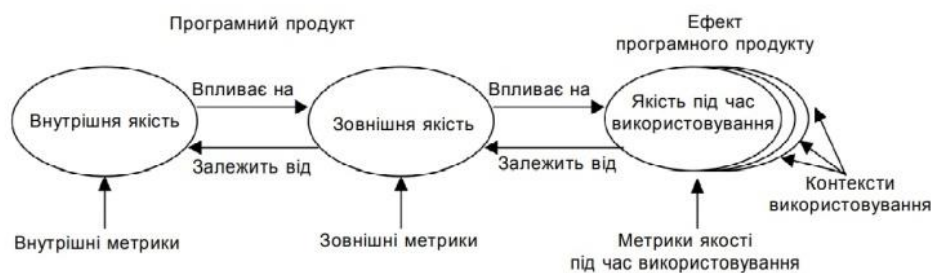 Програмний продукт
Ефект
програмного продукту
Впливає на
Впливає на
Внутрішня якість
Зовнішня якість
Якість під час
використовування
Залежить від
Залежить від
Контексти
використовування
Внутрішні метрики
Зовнішні метрики
Метрики якості
під час використовування